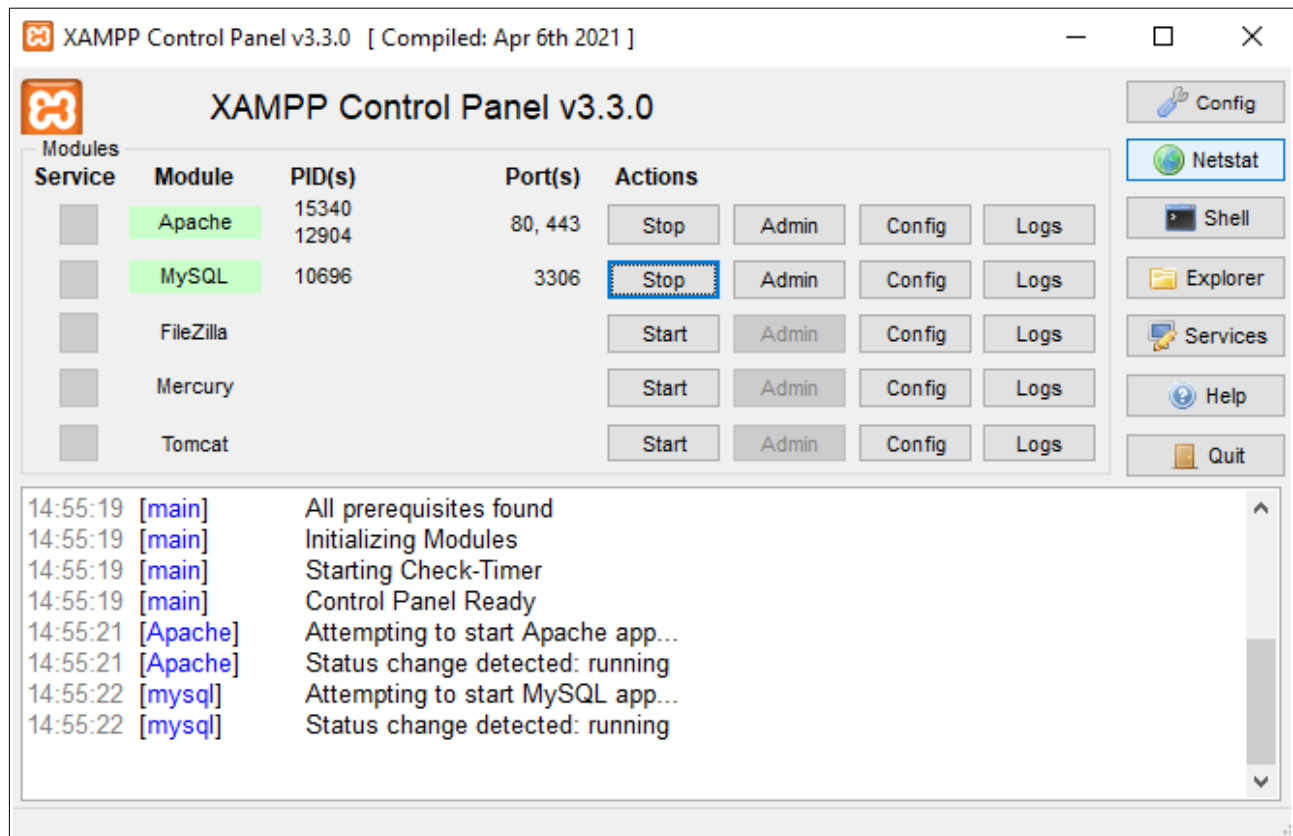 XAMPP Control Panel v3.3.0 [ Compiled: Apr 6th 2021 ]
XAMPP Control Panel v3.3.0
Config
Modules
Netstat
Service Module PID(s) Port(s) Actions
Apache 15340 12904 80, 443 Stop Admin Config Logs
Shell
MySQL 10696 3306 Stop Admin Config Logs
Explorer
FileZilla Start Admin Config Logs
Services
Mercury Start Admin Config Logs
Help
Tomcat Start Admin Config Logs
Quit
14:55:19 [main] All prerequisites found
14:55:19 [main] Initializing Modules
14:55:19 [main] Starting Check-Timer
14:55:19 [main] Control Panel Ready
14:55:21 [Apache] Attempting to start Apache app...
14:55:21 [Apache] Status change detected: running
14:55:22 [mysql] Attempting to start MySQL app...
14:55:22 [mysql] Status change detected: running